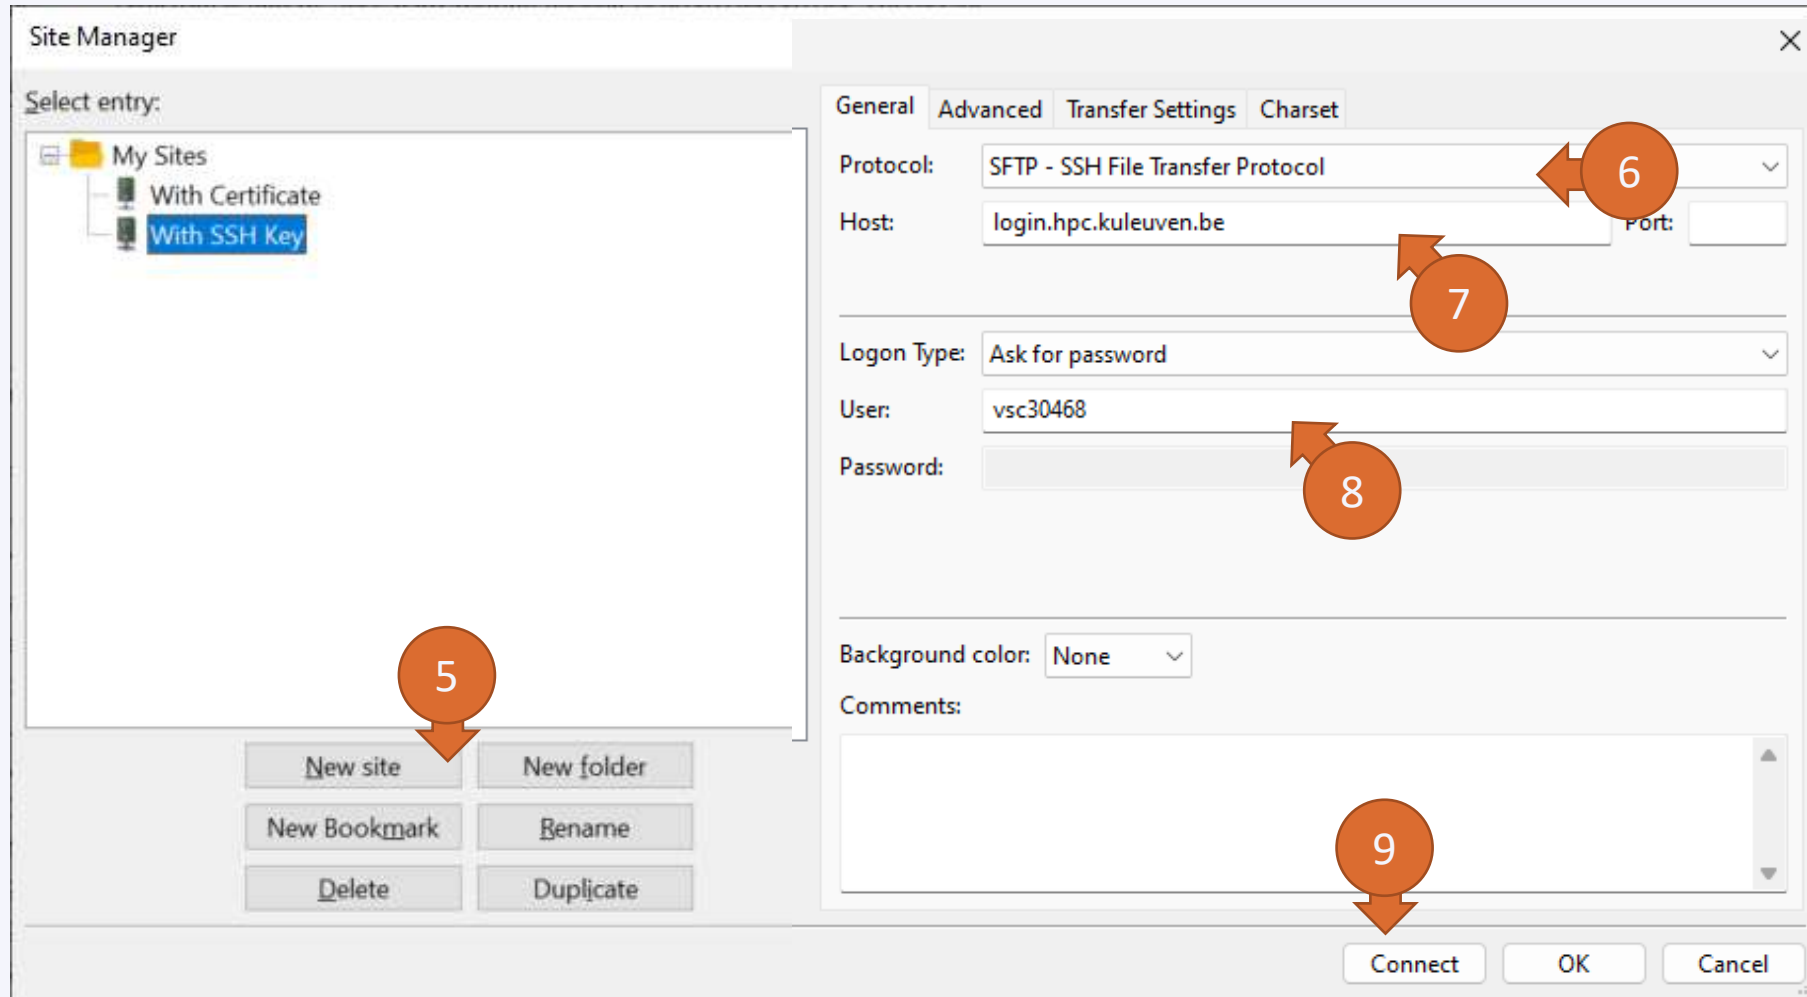 Site Manager
Select entry:
My Sites
With Certificate
With SSH Key
5
New site
New folder
New Bookmark
Rename
Delete
Duplicate
General Advanced Transfer Settings Charset
Protocol: SFTP - SSH File Transfer Protocol
6
Host: login.hpc.kuleuven.be Port:
7
Logon Type: Ask for password
User: vsc30468
8
Password:
Background color: None
Comments:
9
Connect OK Cancel